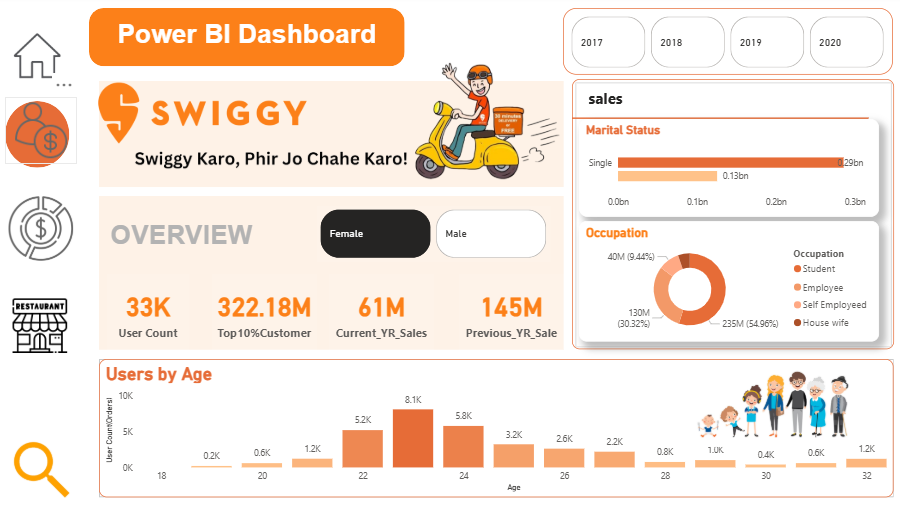 Power BI Dashboard
2017
2018
2019
2020
...
SWIGGY
Swiggy Karo, Phir Jo Chahe Karo!
30 minutes
DELIVERY
or
FREE
sales
Marital Status
Single
0.29bn
0.13bn
0.0bn
0.1bn
0.2bn
0.3bn
OVERVIEW
Female
Male
33K
User Count
322.18M
Top10%Customer
61M
Current_YR_Sales
145M
Previous_YR_Sale
Occupation
40M (9.44%)
130M
(30.32%)
235M (54.96%)
Occupation
Student
Employee
Self Employeed
House wife
RESTAURANT
Users by Age
User Count(Orders)
10K
5K
0K
0.2K
0.6K
1.2K
5.2K
8.1K
5.8K
3.2K
2.6K
2.2K
0.8K
1.0K
0.4K
0.6K
1.2K
18
20
22
24
26
28
30
32
Age